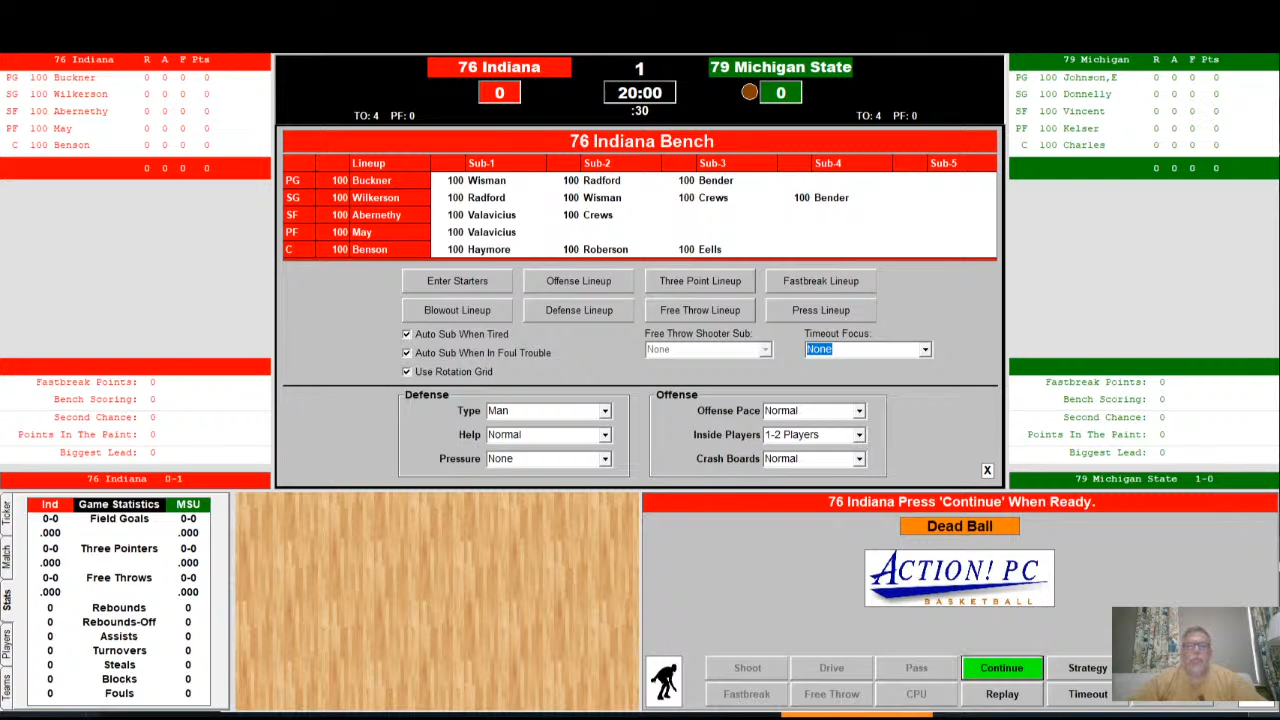 76 Indiana R A F Pts
PG 100 Buckner 0 0 0 0
SG 100 Wilkerson 0 0 0 0
SF 100 Abernethy 0 0 0 0
PF 100 May 0 0 0 0
C 100 Benson 0 0 0 0
0 0 0 0
76 Indiana 1 79 Michigan State
0 20:00 0
:30
TO: 4 PF: 0 TO: 4 PF: 0
79 Michigan R A F Pts
PG 100 Johnson,E 0 0 0 0
SG 100 Donnelly 0 0 0 0
SF 100 Vincent 0 0 0 0
PF 100 Kelser 0 0 0 0
C 100 Charles 0 0 0 0
0 0 0 0
76 Indiana Bench
Lineup Sub-1 Sub-2 Sub-3 Sub-4 Sub-5
PG 100 Buckner 100 Wisman 100 Radford 100 Bender
SG 100 Wilkerson 100 Radford 100 Wisman 100 Crews 100 Bender
SF 100 Abernethy 100 Valavicius 100 Crews
PF 100 May 100 Valavicius
C 100 Benson 100 Haymore 100 Roberson 100 Eells
Enter Starters Offense Lineup Three Point Lineup Fastbreak Lineup
Blowout Lineup Defense Lineup Free Throw Lineup Press Lineup
Auto Sub When Tired Free Throw Shooter Sub: Timeout Focus:
Auto Sub When In Foul Trouble None None
Use Rotation Grid
Defense Offense
Type Man Offense Pace Normal
Help Normal Inside Players 1-2 Players
Pressure None Crash Boards Normal
X
Fastbreak Points: 0
Bench Scoring: 0
Second Chance: 0
Points In The Paint: 0
Biggest Lead: 0
76 Indiana 0-1
Fastbreak Points: 0
Bench Scoring: 0
Second Chance: 0
Points In The Paint: 0
Biggest Lead: 0
79 Michigan State 1-0
Ticker
Match
Stats
Players
Teams
Ind Game Statistics MSU
0-0 Field Goals 0-0
.000 .000
0-0 Three Pointers 0-0
.000 .000
0-0 Free Throws 0-0
.000 .000
0 Rebounds 0
0 Rebounds-Off 0
0 Assists 0
0 Turnovers 0
0 Steals 0
0 Blocks 0
0 Fouls 0
76 Indiana Press 'Continue' When Ready.
Dead Ball
ACTION! PC
BASKETBALL
Shoot Drive Pass Continue Strategy
Fastbreak Free Throw CPU Replay Timeout